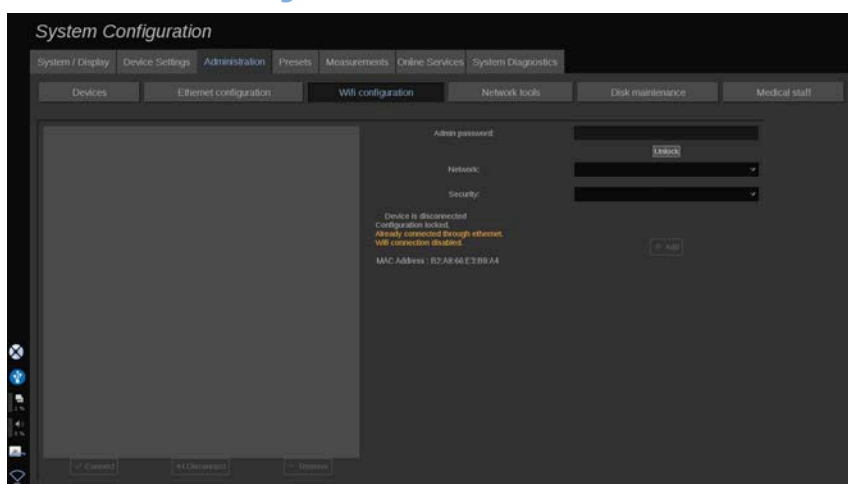 System Configuration
System / Display Device Settings Administration Presets Measurements Online Services System Diagnostics
Devices Ethernet configuration Wifi configuration Network tools Disk maintenance Medical staff
Admin password:
Unlock
Network:
Security:
Device is disconnected
Configuration locked.
Already connected through ethernet.
Wifi connection disabled.
Add
MAC Address : B2:A8:66:E3:B9:A4
1 %
Connect Disconnect Remove